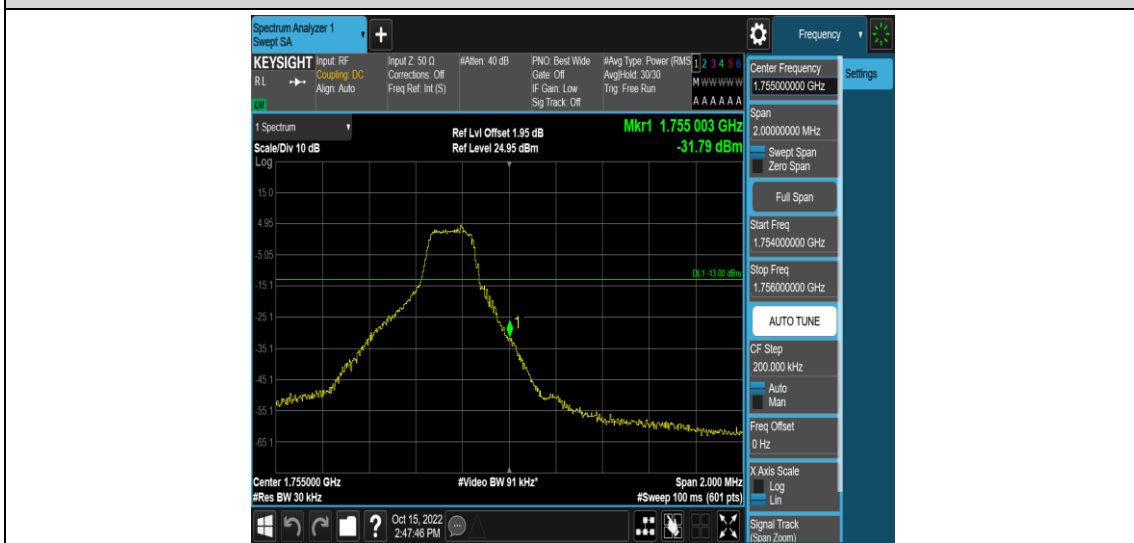 Spectrum Analyzer 1
Swept SA
Frequency
KEYSIGHT
RL
Input: RF
Coupling: DC
Align: Auto
Input Z: 50 Ω
Corrections: Off
Freq Ref: Int (S)
#Atten: 40 dB
PNO: Best Wide
Gate: Off
IF Gain: Low
Sig Track: Off
#Avg Type: Power (RMS
Avg|Hold: 30/30
Trig: Free Run
1 2 3 4 5 6
M W W W W W
A A A A A A
1 Spectrum
Scale/Div 10 dB
Ref Lvl Offset 1.95 dB
Ref Level 24.95 dBm
Mkr1 1.755 003 GHz
-31.79 dBm
Log
15.0
4.95
-5.05
-15.1
-25.1
-35.1
-45.1
-55.1
-65.1
DL1 -13.00 dBm
1
Center 1.755000 GHz
#Res BW 30 kHz
#Video BW 91 kHz*
Span 2.000 MHz
#Sweep 100 ms (601 pts)
Oct 15, 2022
2:47:46 PM
Center Frequency
1.755000000 GHz
Settings
Span
2.00000000 MHz
Swept Span
Zero Span
Full Span
Start Freq
1.754000000 GHz
Stop Freq
1.756000000 GHz
AUTO TUNE
CF Step
200.000 kHz
Auto
Man
Freq Offset
0 Hz
X Axis Scale
Log
Lin
Signal Track
(Span Zoom)